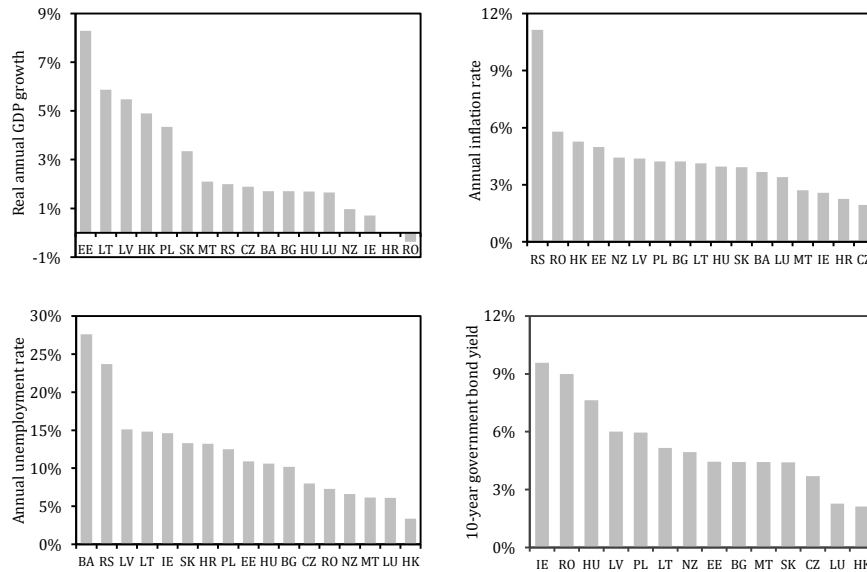 Real annual GDP growth
9%
7%
5%
3%
1%
-1%
EE LT LV HK PL SK MT RS CZ BA BG HU LU NZ IE HR RO
Annual inflation rate
12%
9%
6%
3%
0%
RS RO HK EE NZ LV PL BG LT HU SK BA LU MT IE HR CZ
Annual unemployment rate
30%
25%
20%
15%
10%
5%
0%
BA RS LV LT IE SK HR PL EE HU BG CZ RO NZ MT LU HK
10-year government bond yield
12%
9%
6%
3%
0%
IE RO HU LV PL LT NZ EE BG MT SK CZ LU